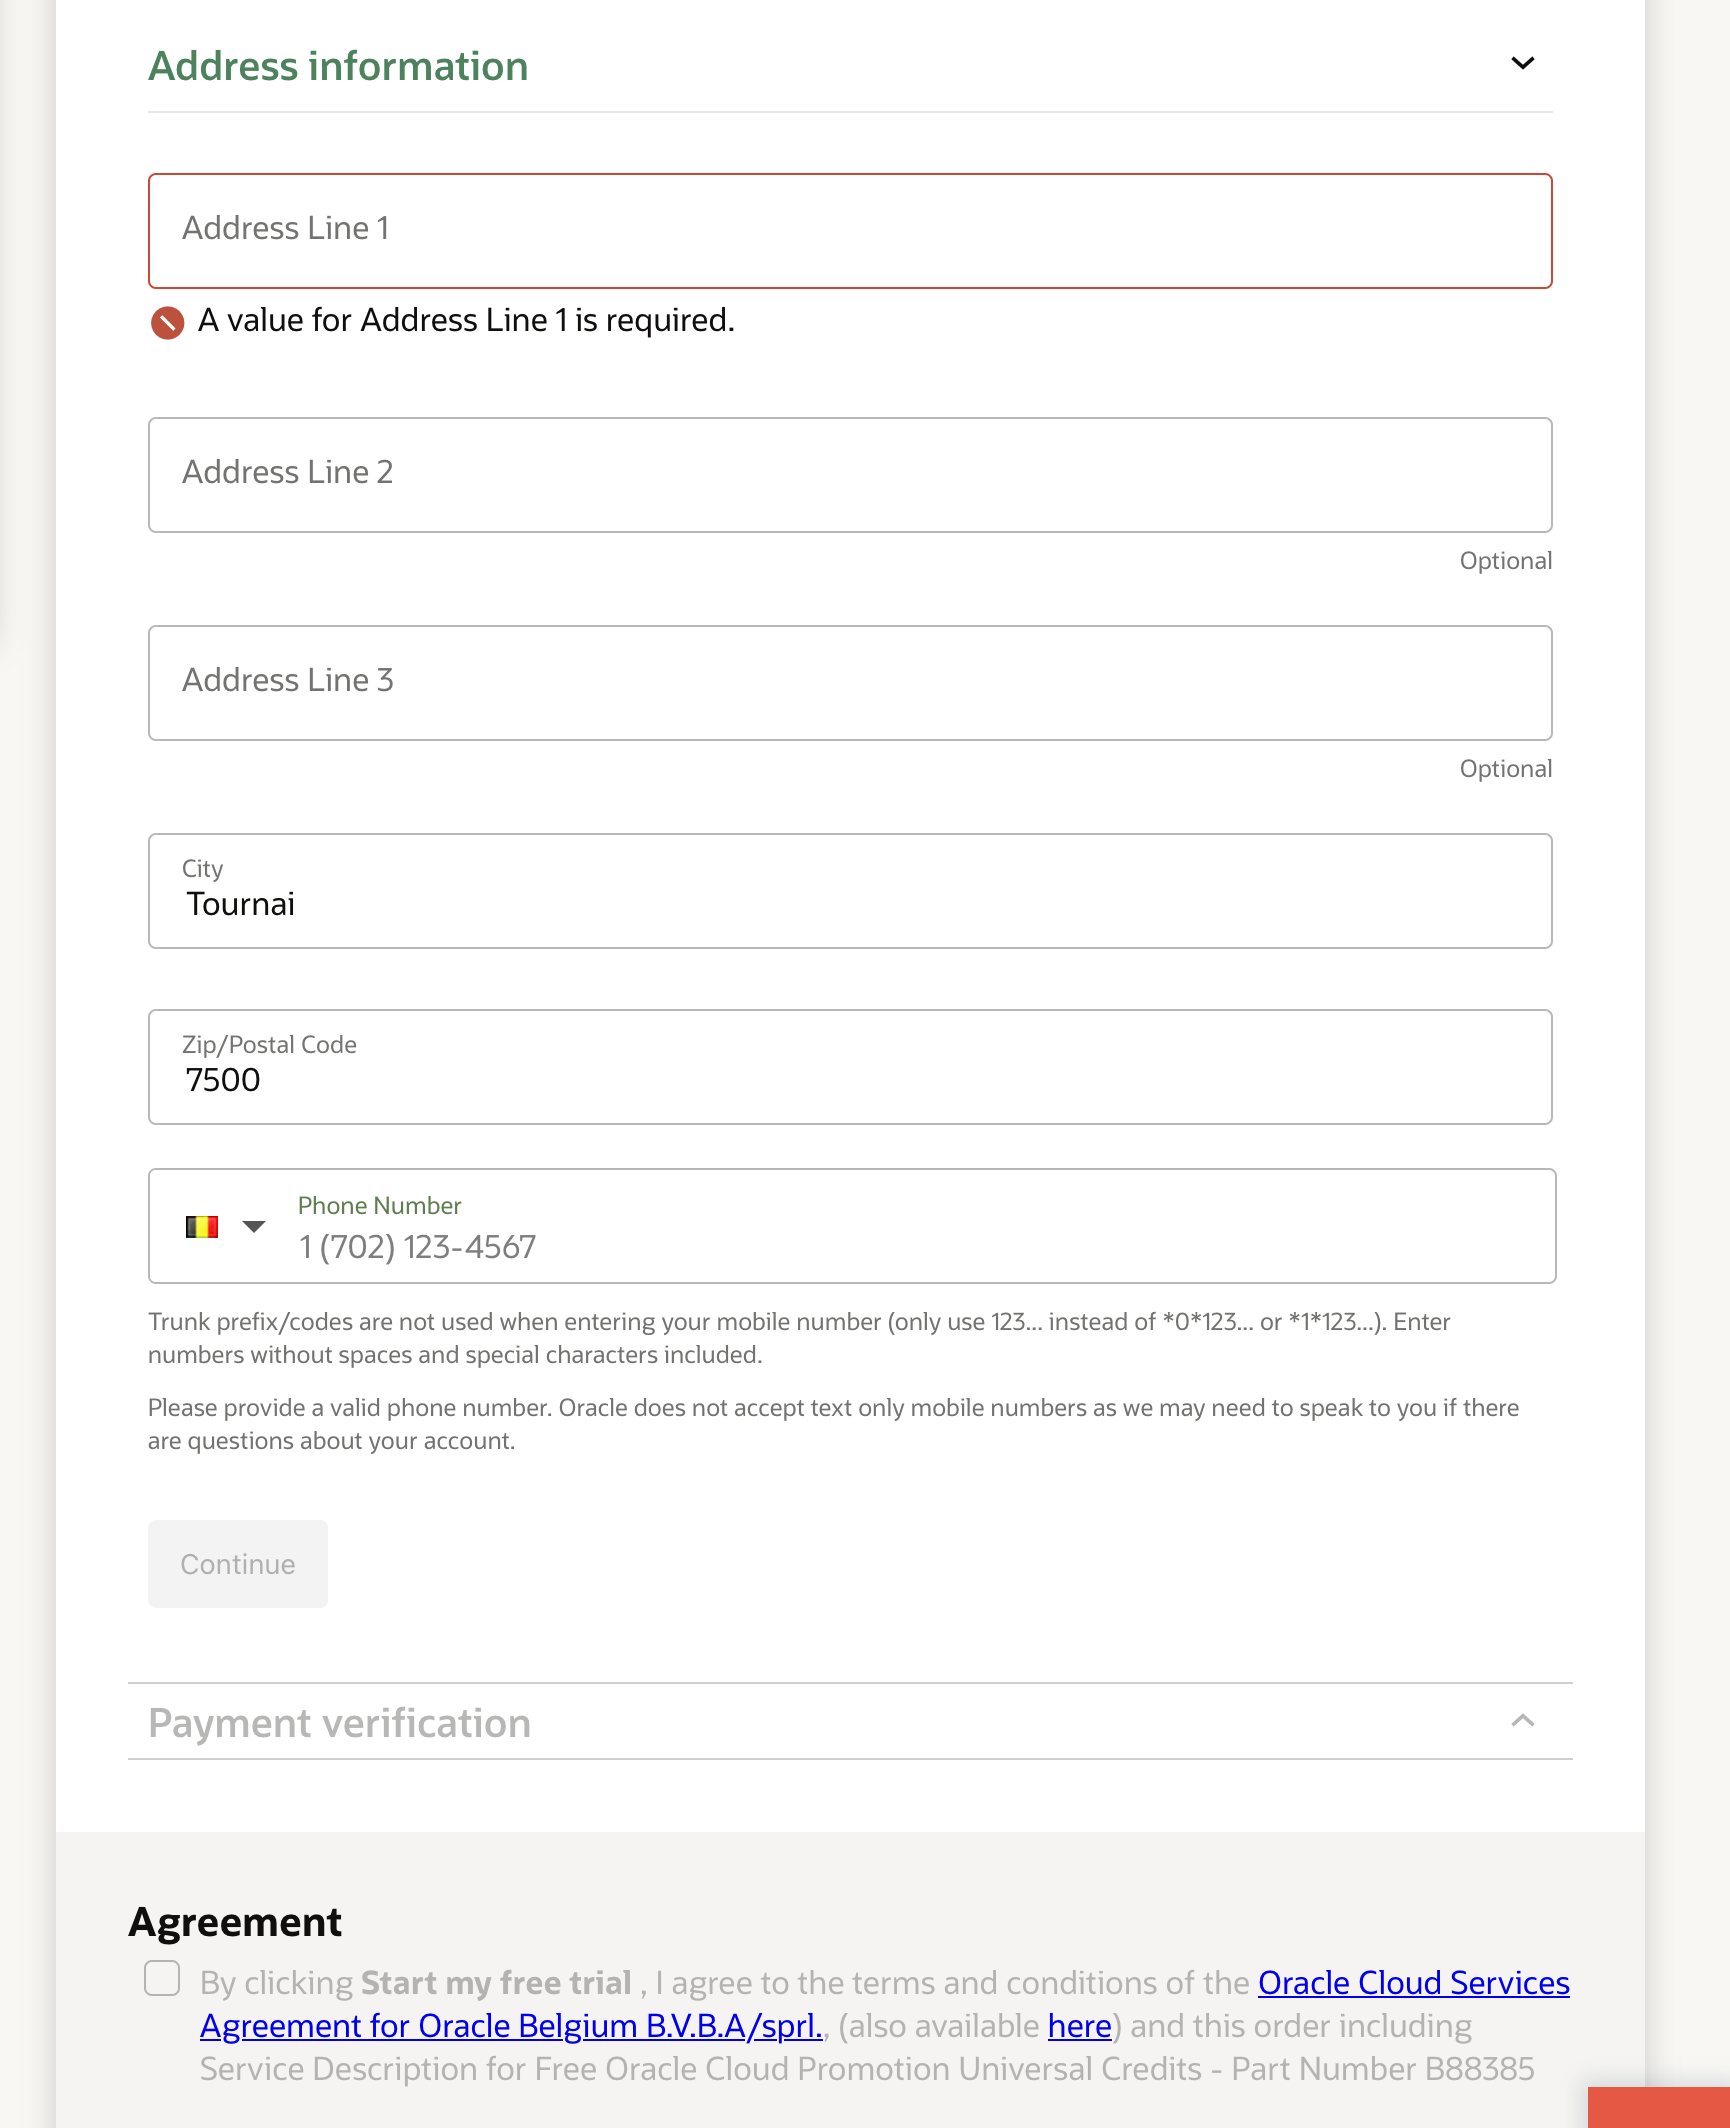 Address information
Address Line 1
A value for Address Line 1 is required.
Address Line 2
Optional
Address Line 3
Optional
City
Tournai
Zip/Postal Code
7500
Phone Number
1 (702) 123-4567
Trunk prefix/codes are not used when entering your mobile number (only use 123... instead of *0*123... or *1*123...). Enter
numbers without spaces and special characters included.
Please provide a valid phone number. Oracle does not accept text only mobile numbers as we may need to speak to you if there
are questions about your account.
Continue
Payment verification
Agreement
By clicking Start my free trial , I agree to the terms and conditions of the Oracle Cloud Services
Agreement for Oracle Belgium B.V.B.A/sprl., (also available here) and this order including
Service Description for Free Oracle Cloud Promotion Universal Credits - Part Number B88385